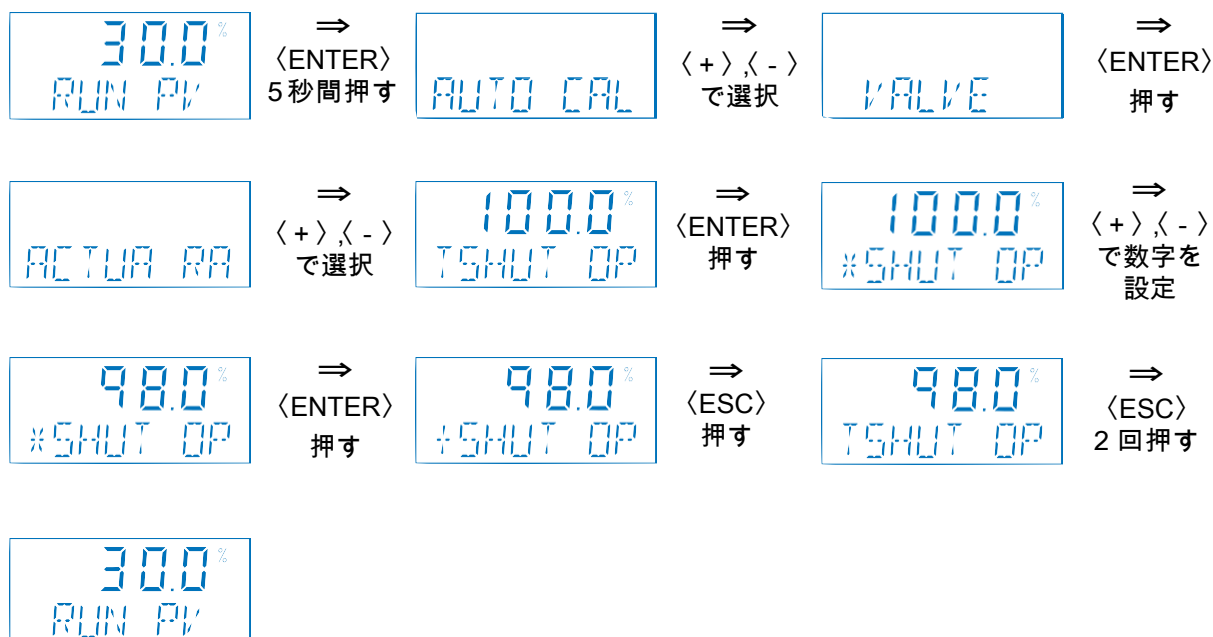 30.0%
RUN PV
⇒
〈ENTER〉
5秒間押す
AUTO CAL
⇒
〈 + 〉,〈 - 〉
で選択
VALVE
⇒
〈ENTER〉
押す
ACTUA RA
⇒
〈 + 〉,〈 - 〉
で選択
100.0%
TSHUT OP
⇒
〈ENTER〉
押す
100.0%
*SHUT OP
⇒
〈 + 〉,〈 - 〉
で数字を
設定
98.0%
*SHUT OP
⇒
〈ENTER〉
押す
98.0%
+SHUT OP
⇒
〈ESC〉
押す
98.0%
TSHUT OP
⇒
〈ESC〉
2 回押す
30.0%
RUN PV